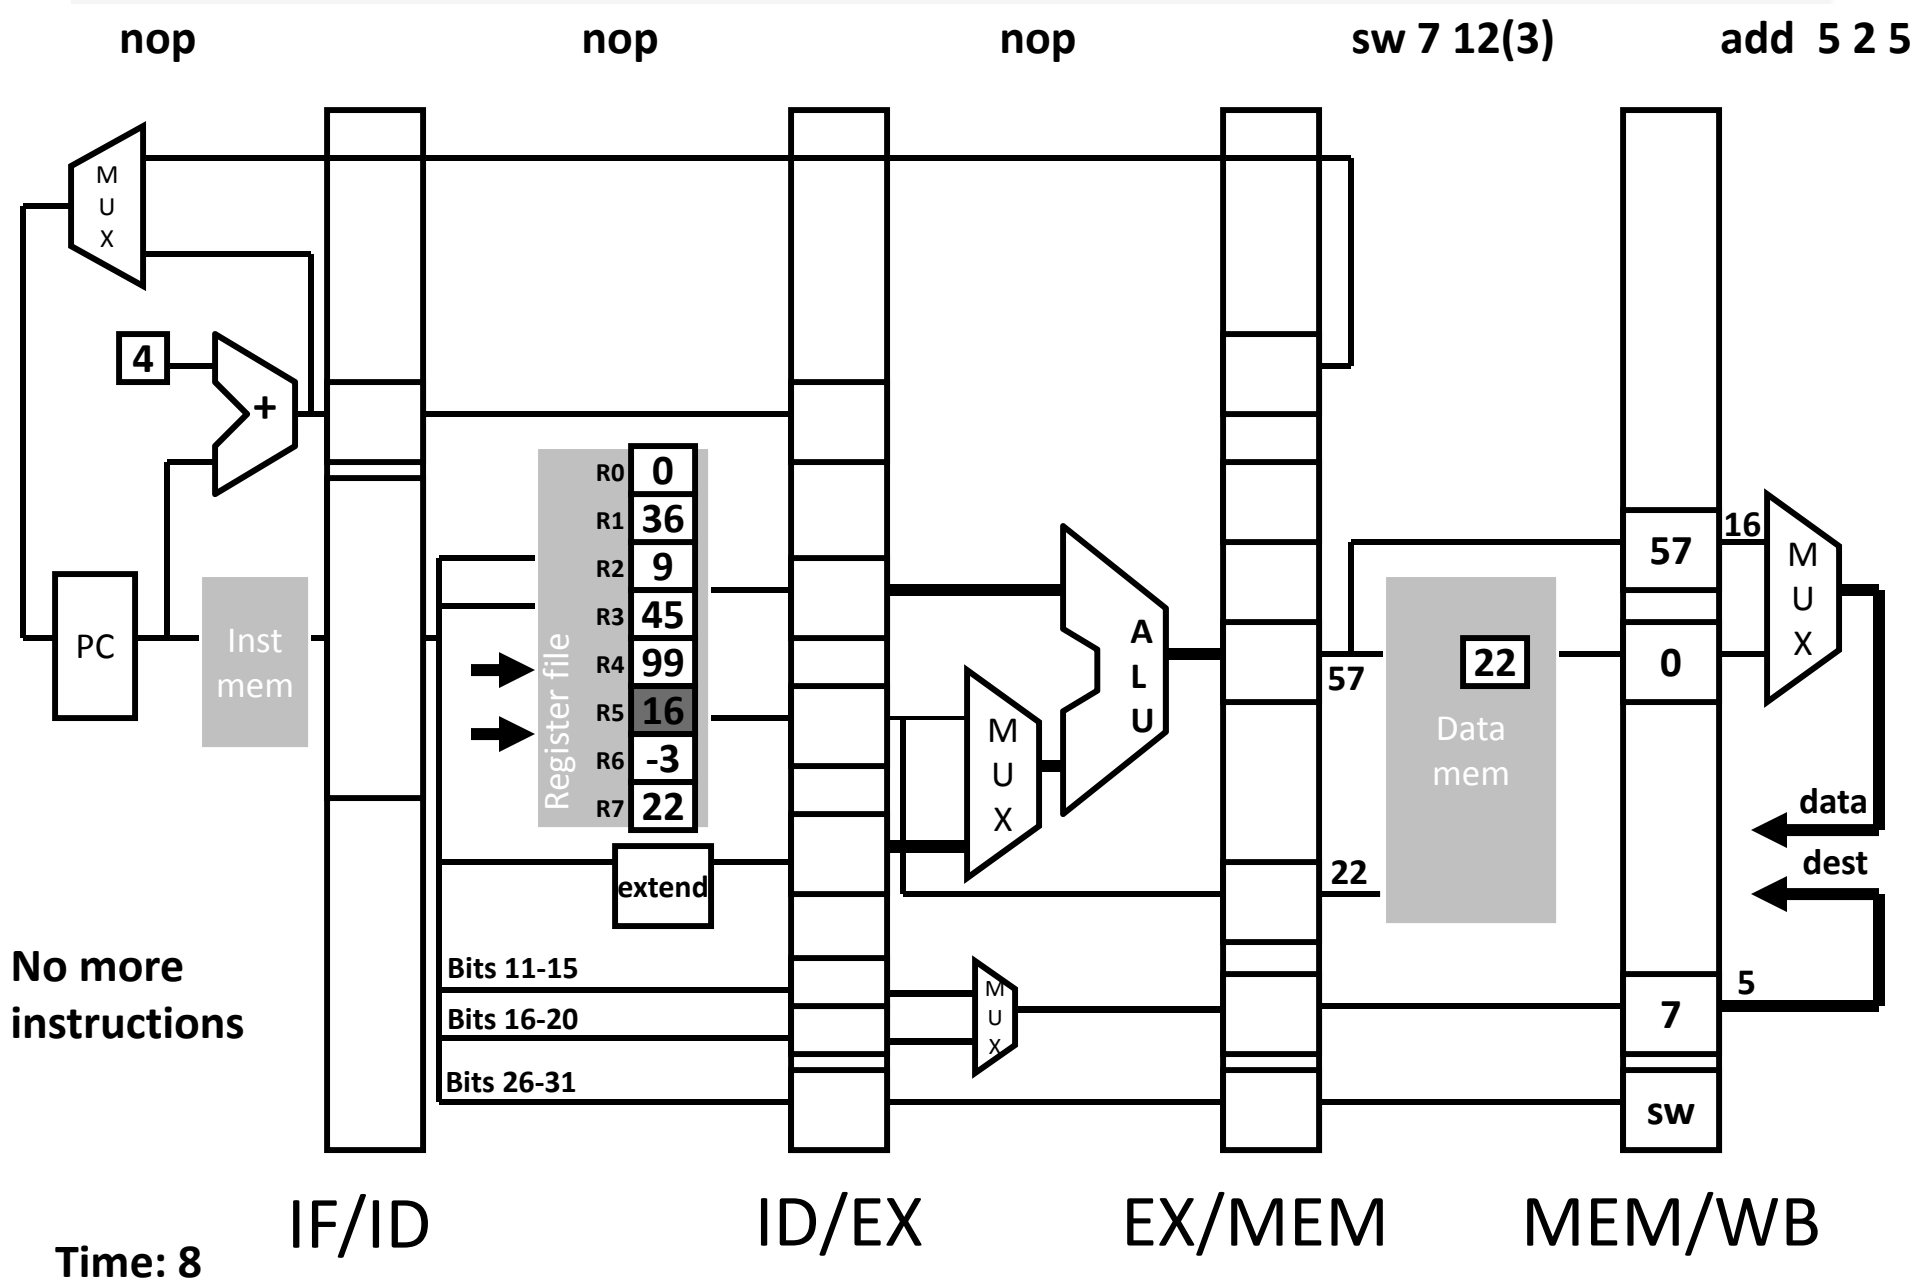 nop nop nop sw 7 12(3) add 5 2 5
M
U
X
4
+
R0 0
R1 36
R2 9
R3 45
R4 99
R5 16
R6 -3
R7 22
Register file
PC
Inst
mem
extend
M
U
X
A
L
U
57
22
22
Data
mem
57
0
16
M
U
X
data
dest
5
7
sw
No more
instructions
Bits 11-15
Bits 16-20
Bits 26-31
M
U
X
IF/ID ID/EX EX/MEM MEM/WB
Time: 8